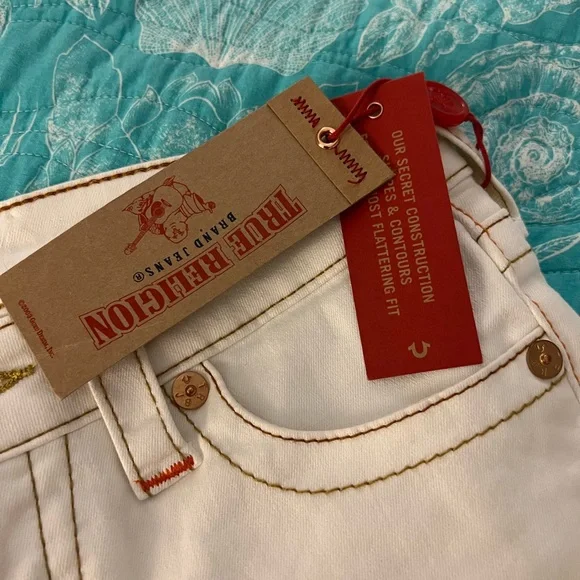 TRUE RELIGION
BRAND JEANS®
OUR SECRET CONSTRUCTION
& CONTOURS
FLATTERING FIT